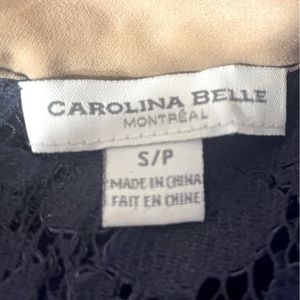 CAROLINA BELLE
MONTRÉAL
S/P
MADE IN CHINA
FAIT EN CHINE